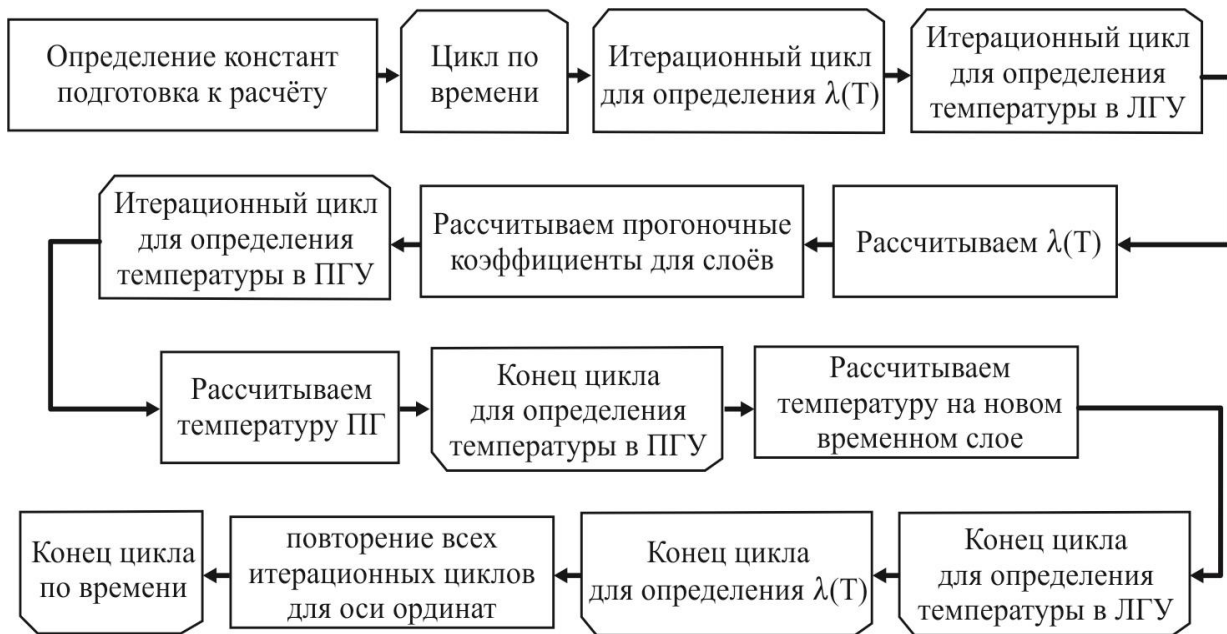 Определение констант
подготовка к расчёту
Цикл по
времени
Итерационный цикл
для определения λ(T)
Итерационный цикл
для определения
температуры в ЛГУ
Итерационный цикл
для определения
температуры в ПГУ
Рассчитываем прогоночные
коэффициенты для слоёв
Рассчитываем λ(T)
Рассчитываем
температуру ПГ
Конец цикла
для определения
температуры в ПГУ
Рассчитываем
температуру на новом
временном слое
Конец цикла
по времени
повторение всех
итерационных циклов
для оси ординат
Конец цикла
для определения λ(T)
Конец цикла
для определения
температуры в ЛГУ